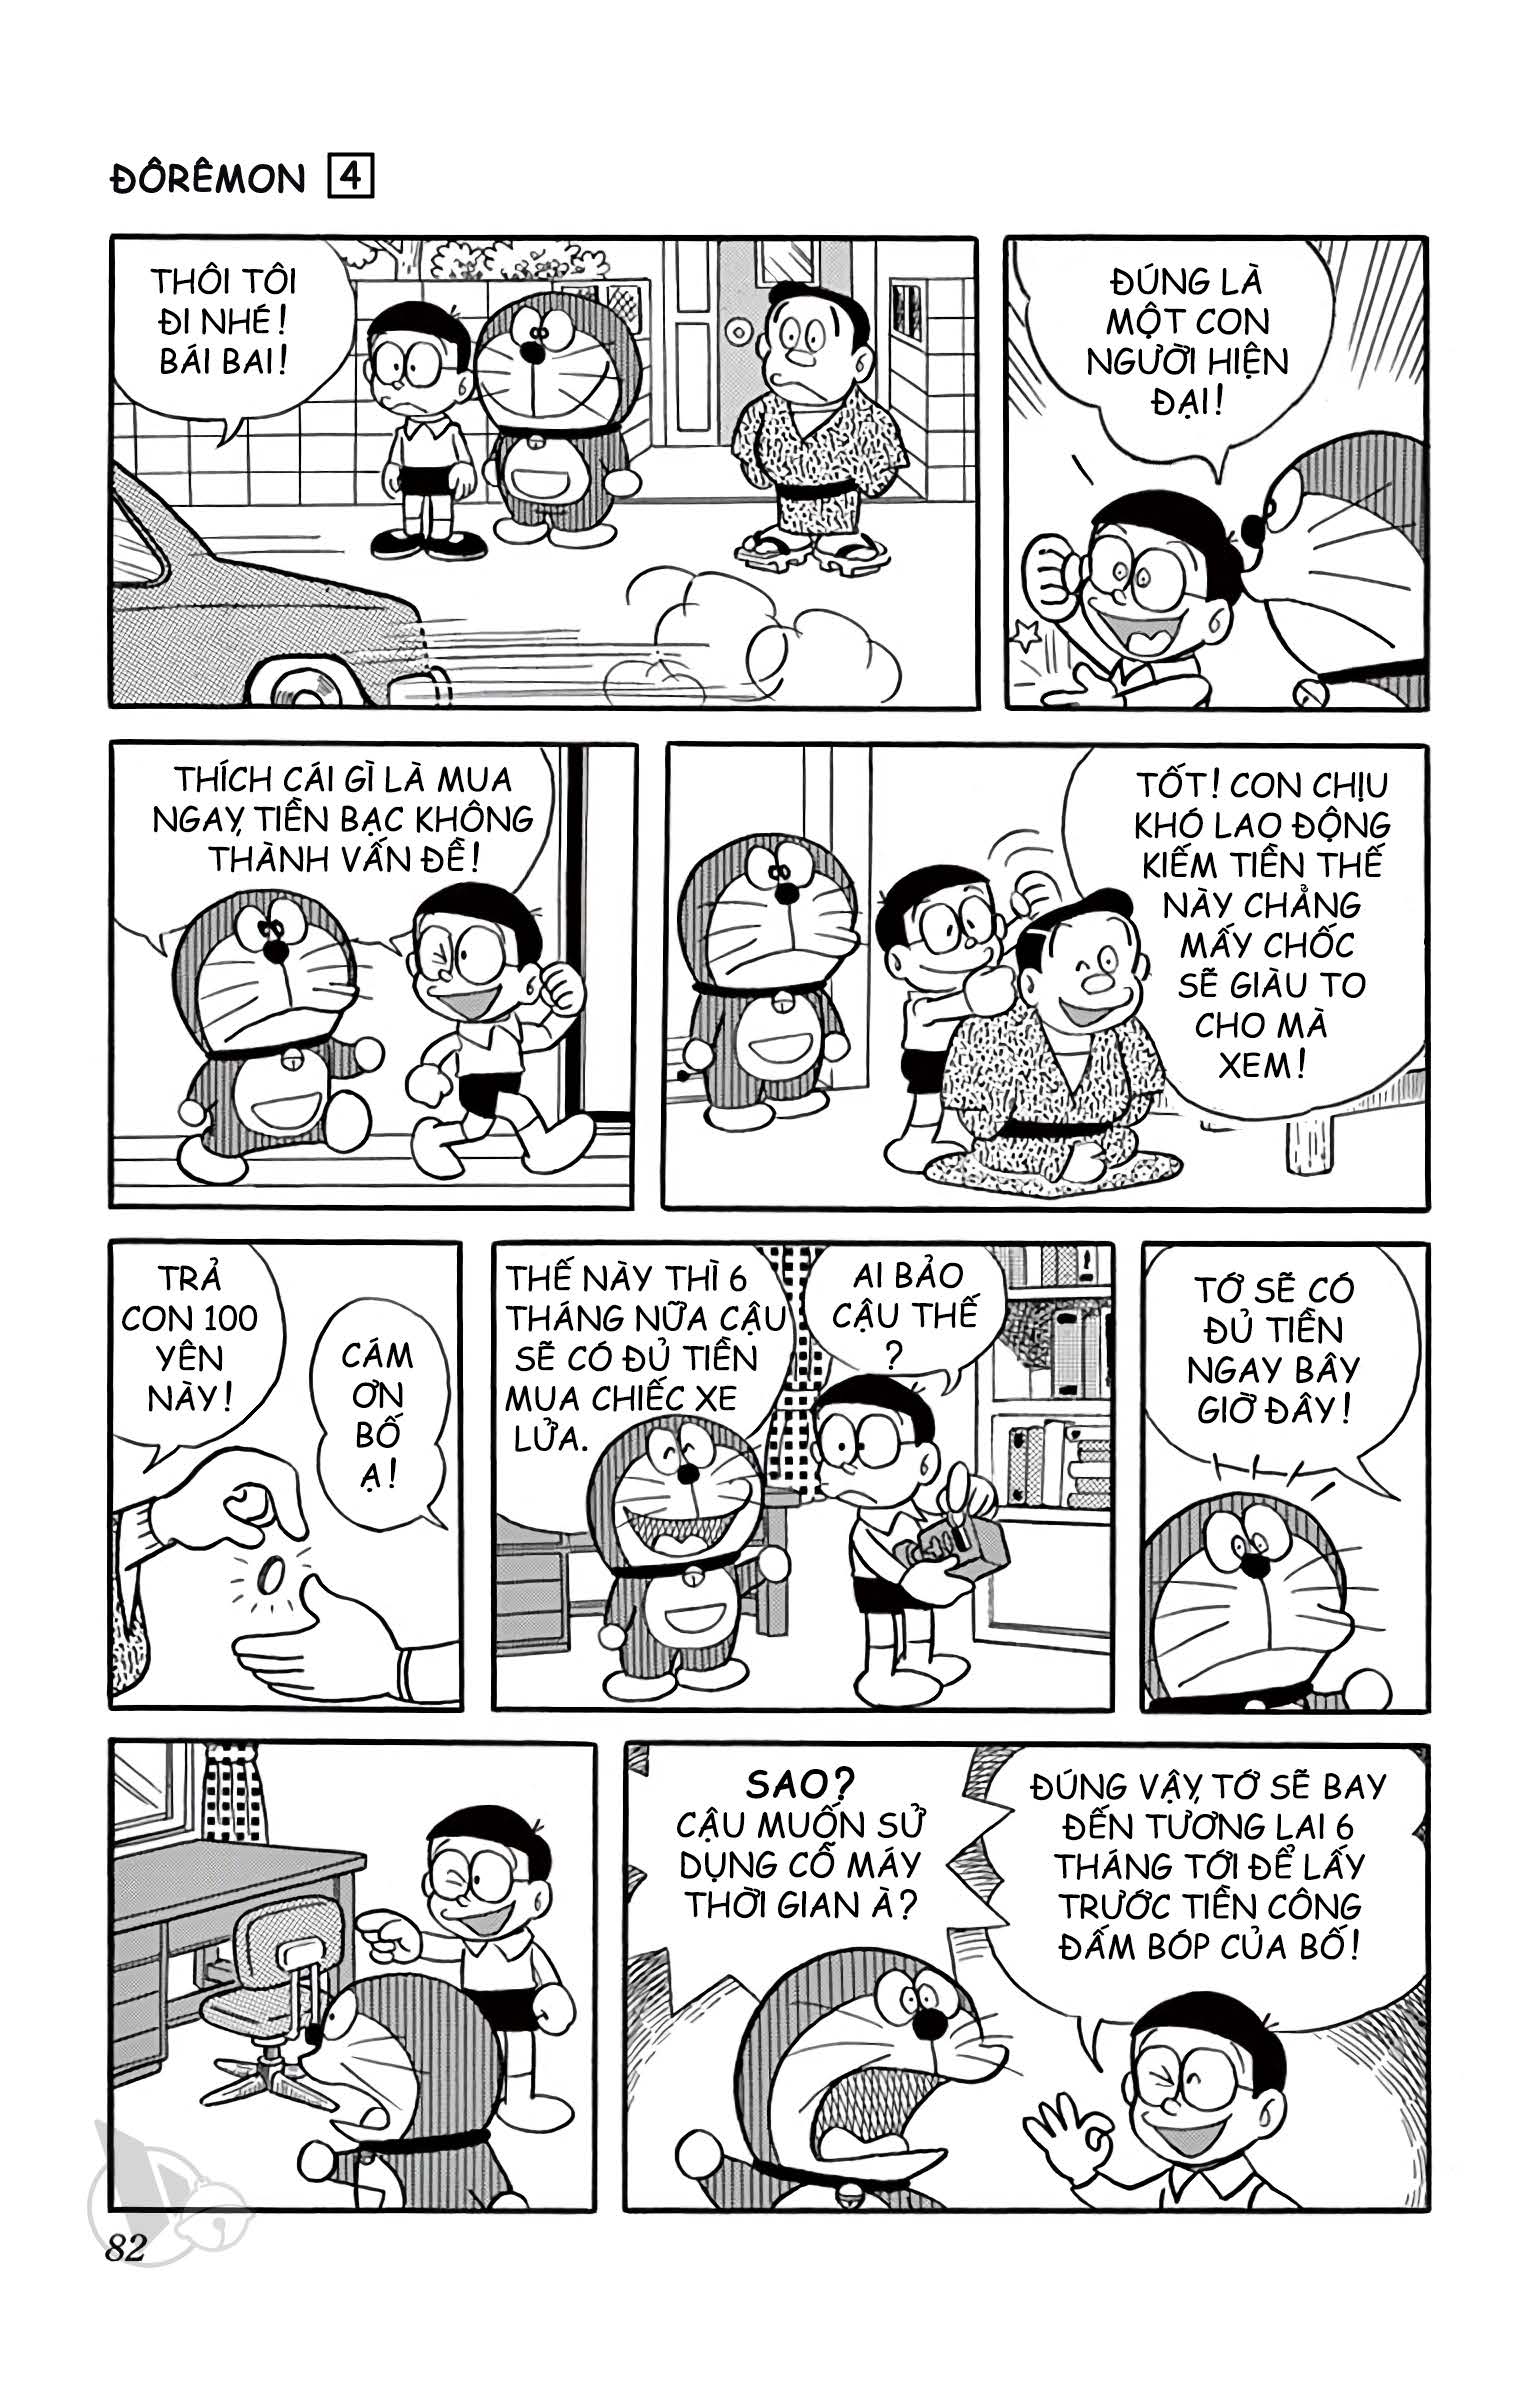 ĐÔRÊMON 4
THÔI TÔI
ĐI NHÉ!
BÁI BAI!
ĐÚNG LÀ
MỘT CON
NGƯỜI HIỆN
ĐẠI!
THÍCH CÁI GÌ LÀ MUA
NGAY, TIỀN BẠC KHÔNG
THÀNH VẤN ĐỀ!
TỐT! CON CHỊU
KHÓ LAO ĐỘNG
KIẾM TIỀN THẾ
NÀY CHẲNG
MẤY CHỐC
SẼ GIÀU TO
CHO MÀ
XEM!
TRẢ
CON 100
YÊN
NÀY!
CÁM
ƠN
BỐ
Ạ!
THẾ NÀY THÌ 6
THÁNG NỮA CẬU
SẼ CÓ ĐỦ TIỀN
MUA CHIẾC XE
LỬA.
AI BẢO
CẬU THẾ
?
TỚ SẼ CÓ
ĐỦ TIỀN
NGAY BÂY
GIỜ ĐÂY!
SAO?
CẬU MUỐN SỬ
DỤNG CỖ MÁY
THỜI GIAN À?
ĐÚNG VẬY, TỚ SẼ BAY
ĐẾN TƯƠNG LAI 6
THÁNG TỚI ĐỂ LẤY
TRƯỚC TIỀN CÔNG
ĐẤM BÓP CỦA BỐ!
82